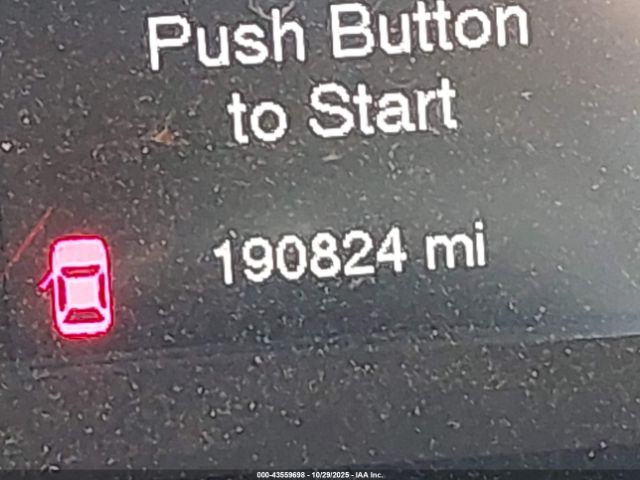 Push Button
to Start
190824 mi
000-43559698 - 10/29/2025 - IAA Inc.